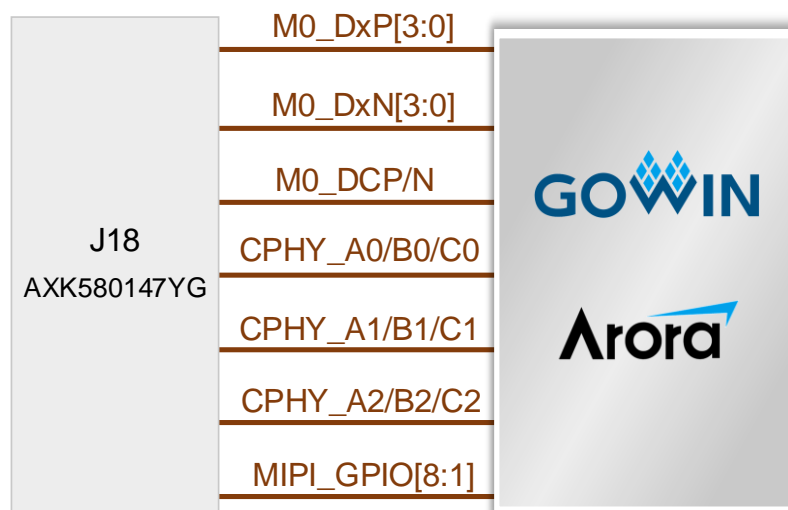 M0_DxP[3:0]
M0_DxN[3:0]
M0_DCP/N
GOWIN
J18
CPHY_A0/B0/C0
AXK580147YG
CPHY_A1/B1/C1
Arora
CPHY_A2/B2/C2
MIPI_GPIO[8:1]